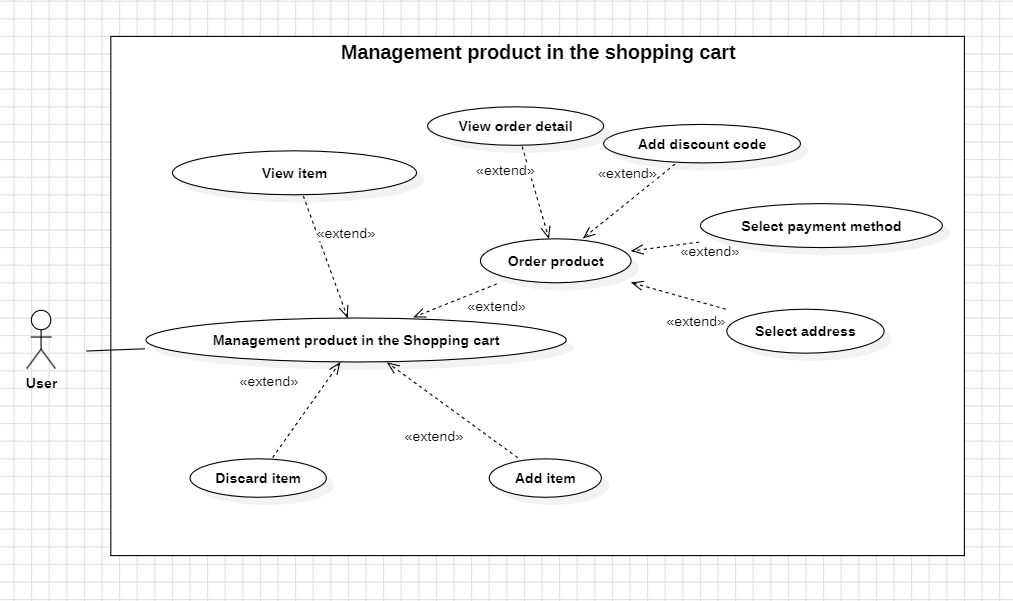 Management product in the shopping cart
View order detail
Add discount code
View item
«extend»
«extend»
Select payment method
«extend»
«extend»
Order product
«extend»
«extend»
Select address
User
Management product in the Shopping cart
«extend»
«extend»
Discard item
Add item